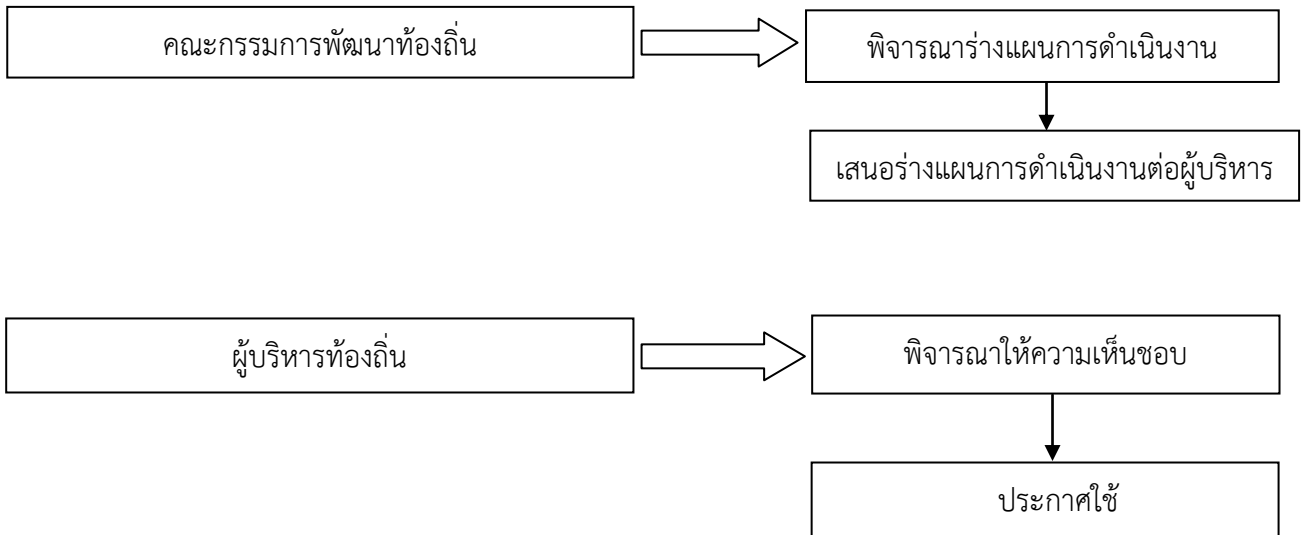 คณะกรรมการพัฒนาท้องถิ่น
พิจารณาร่างแผนการดำเนินงาน
เสนอร่างแผนการดำเนินงานต่อผู้บริหาร
ผู้บริหารท้องถิ่น
พิจารณาให้ความเห็นชอบ
ประกาศใช้